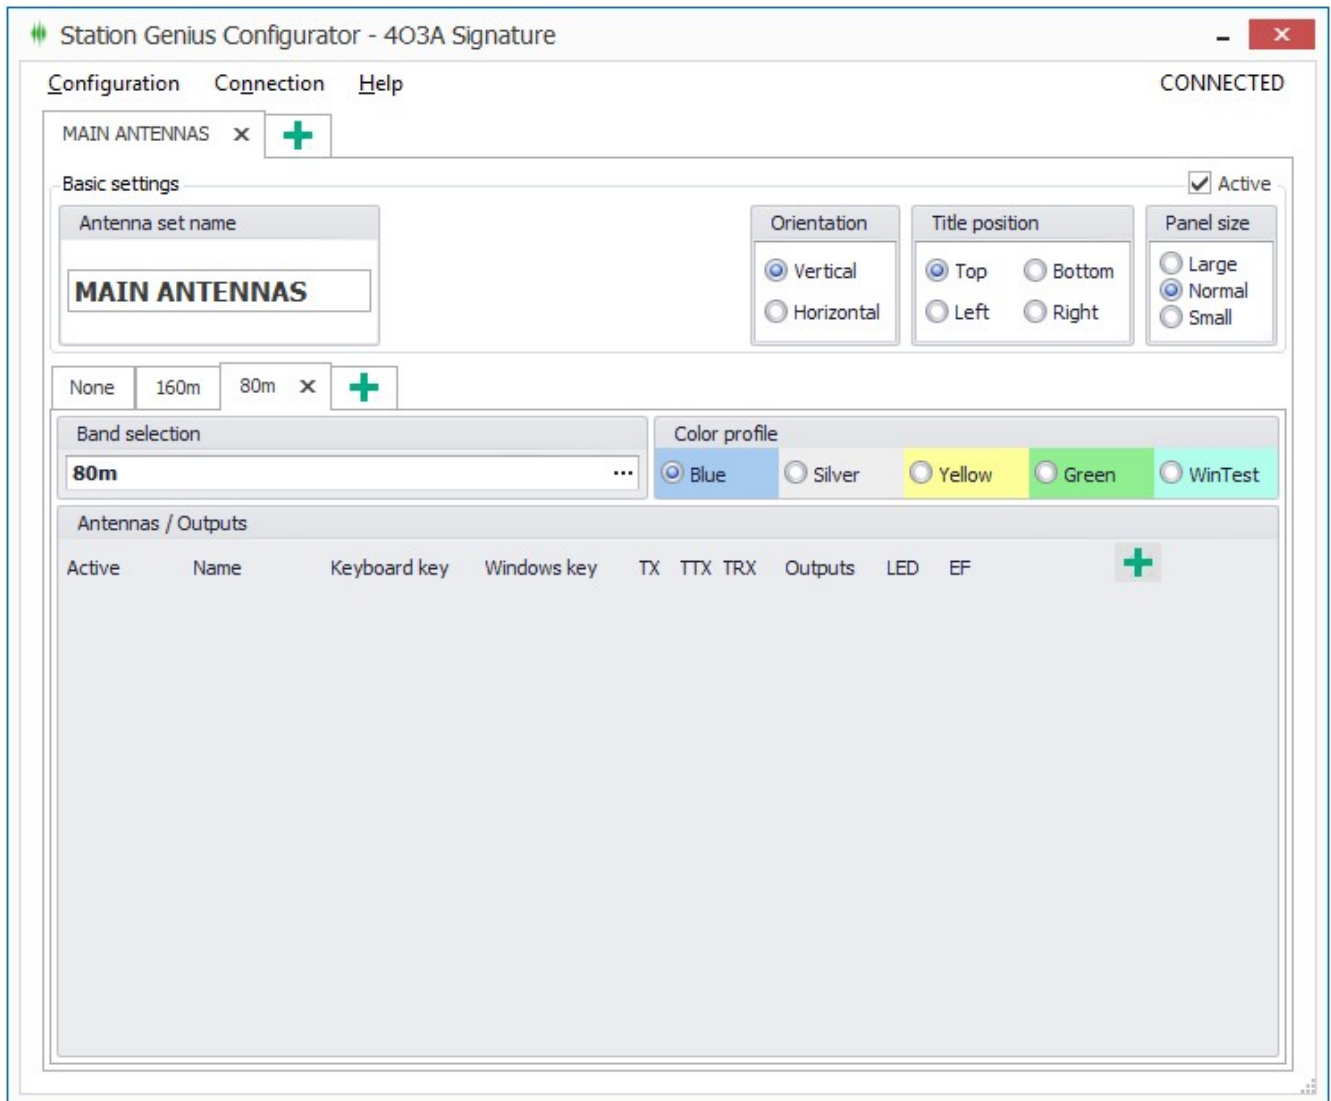 Station Genius Configurator - 4O3A Signature
Configuration Connection Help CONNECTED
MAIN ANTENNAS
Basic settings Active
Antenna set name Orientation Title position Panel size
MAIN ANTENNAS
Vertical Top Bottom Large
Normal
Horizontal Left Right Small
None 160m 80m
Band selection Color profile
80m ... Blue Silver Yellow Green WinTest
Antennas / Outputs
Active Name Keyboard key Windows key TX TTX TRX Outputs LED EF